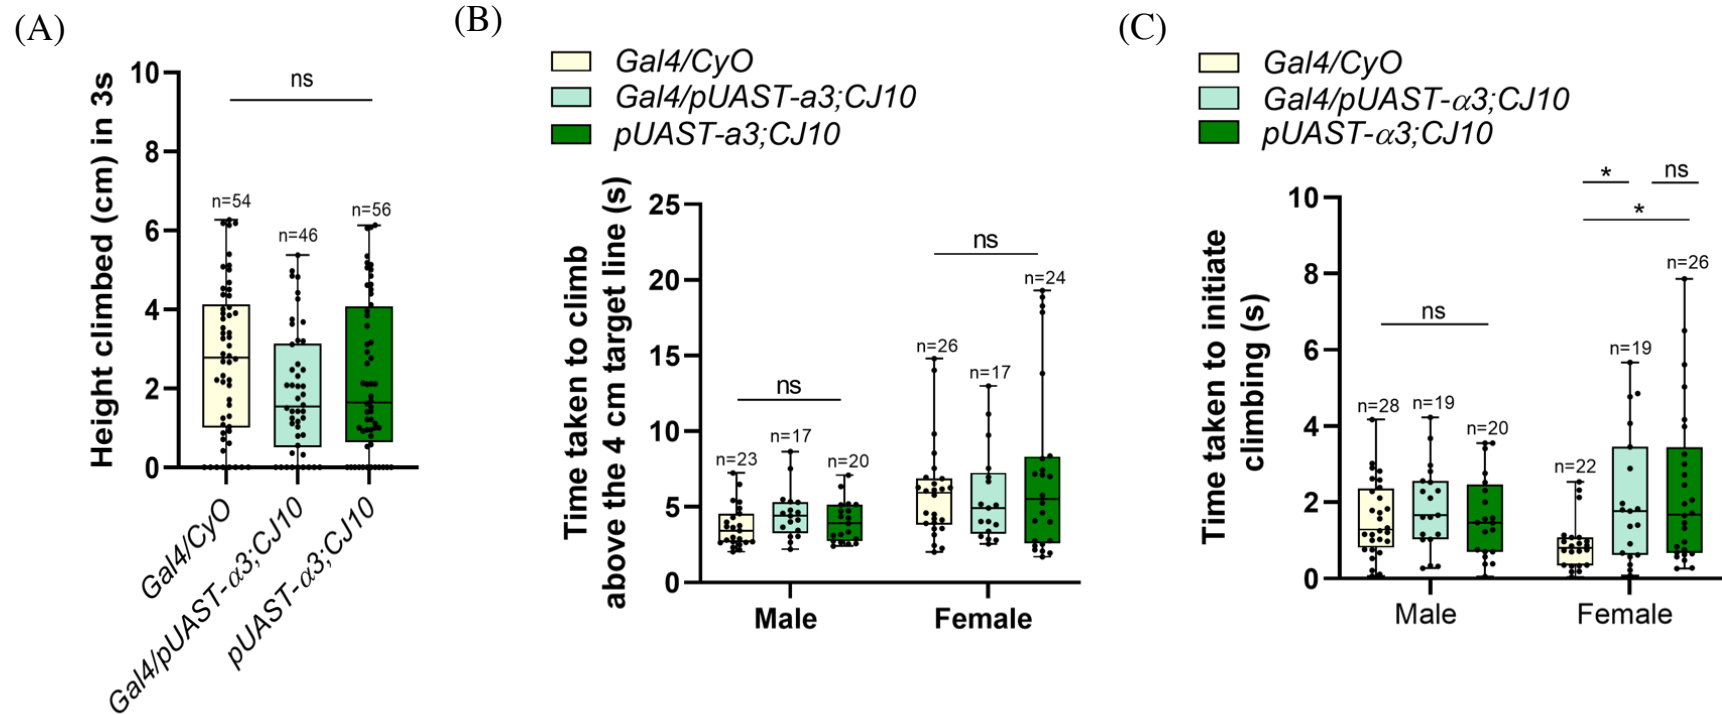 (A)
Height climbed (cm) in 3s
10
8
6
4
2
0
ns
n=54
n=46
n=56
Gal4/CyO
Gal4/pUAST-α3;CJ10
pUAST-α3;CJ10
(B)
Gal4/CyO
Gal4/pUAST-a3;CJ10
pUAST-a3;CJ10
Time taken to climb
above the 4 cm target line (s)
25
20
15
10
5
0
ns
n=23
n=17
n=20
ns
n=26
n=17
n=24
Male
Female
(C)
Gal4/CyO
Gal4/pUAST-α3;CJ10
pUAST-α3;CJ10
Time taken to initiate
climbing (s)
10
8
6
4
2
0
ns
n=28
n=19
n=20
* ns
*
n=22
n=19
n=26
Male
Female